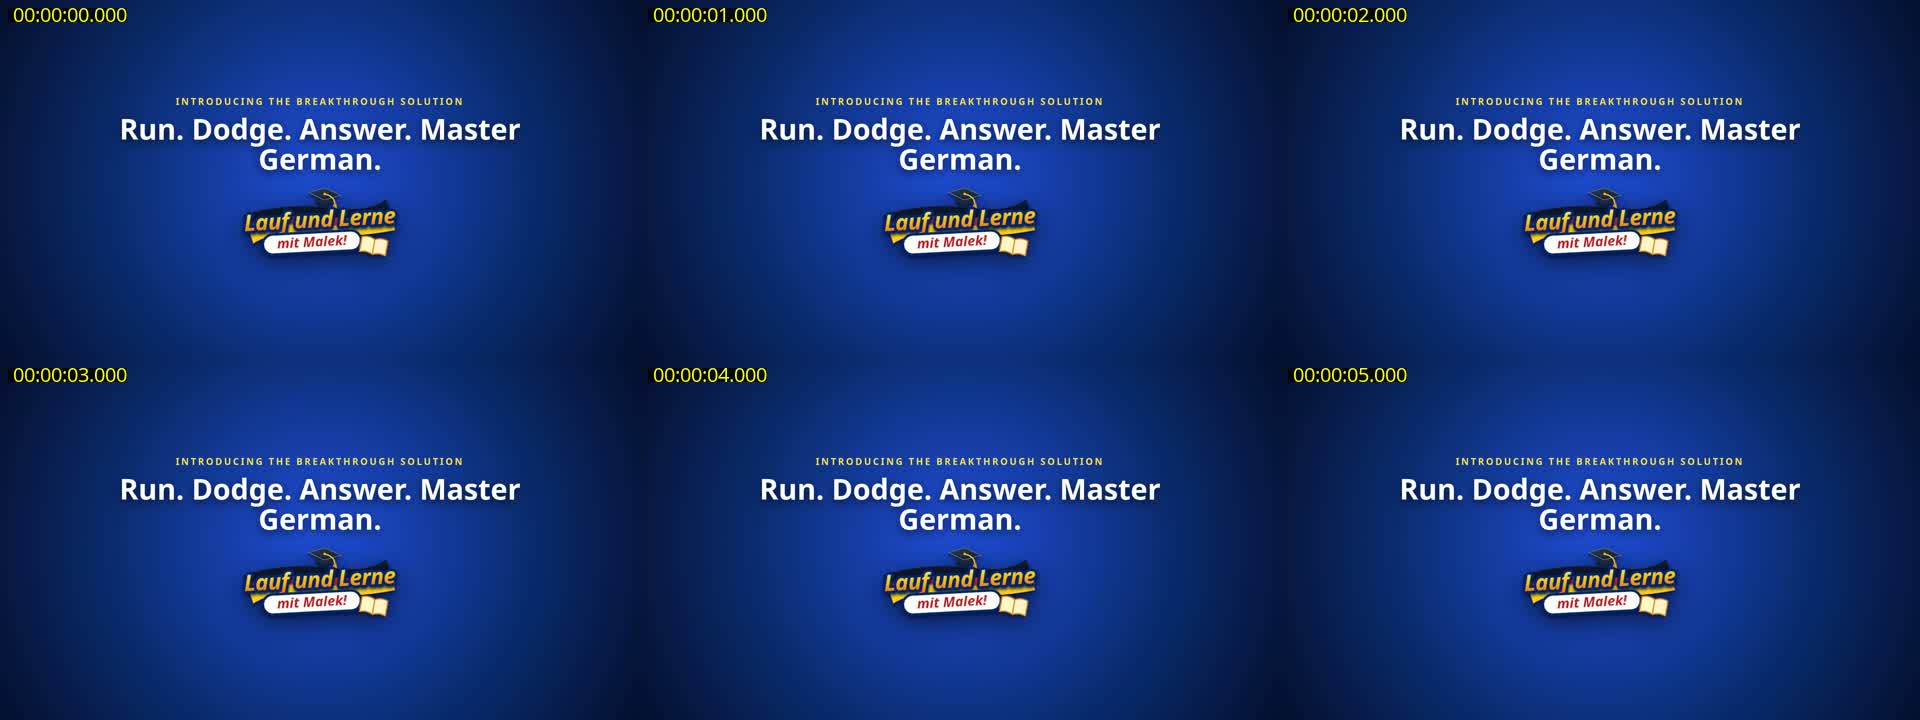 00:00:00.000
INTRODUCING THE BREAKTHROUGH SOLUTION
Run. Dodge. Answer. Master
German.
Lauf und Lerne
mit Malek!
00:00:01.000
INTRODUCING THE BREAKTHROUGH SOLUTION
Run. Dodge. Answer. Master
German.
Lauf und Lerne
mit Malek!
00:00:02.000
INTRODUCING THE BREAKTHROUGH SOLUTION
Run. Dodge. Answer. Master
German.
Lauf und Lerne
mit Malek!
00:00:03.000
INTRODUCING THE BREAKTHROUGH SOLUTION
Run. Dodge. Answer. Master
German.
Lauf und Lerne
mit Malek!
00:00:04.000
INTRODUCING THE BREAKTHROUGH SOLUTION
Run. Dodge. Answer. Master
German.
Lauf und Lerne
mit Malek!
00:00:05.000
INTRODUCING THE BREAKTHROUGH SOLUTION
Run. Dodge. Answer. Master
German.
Lauf und Lerne
mit Malek!